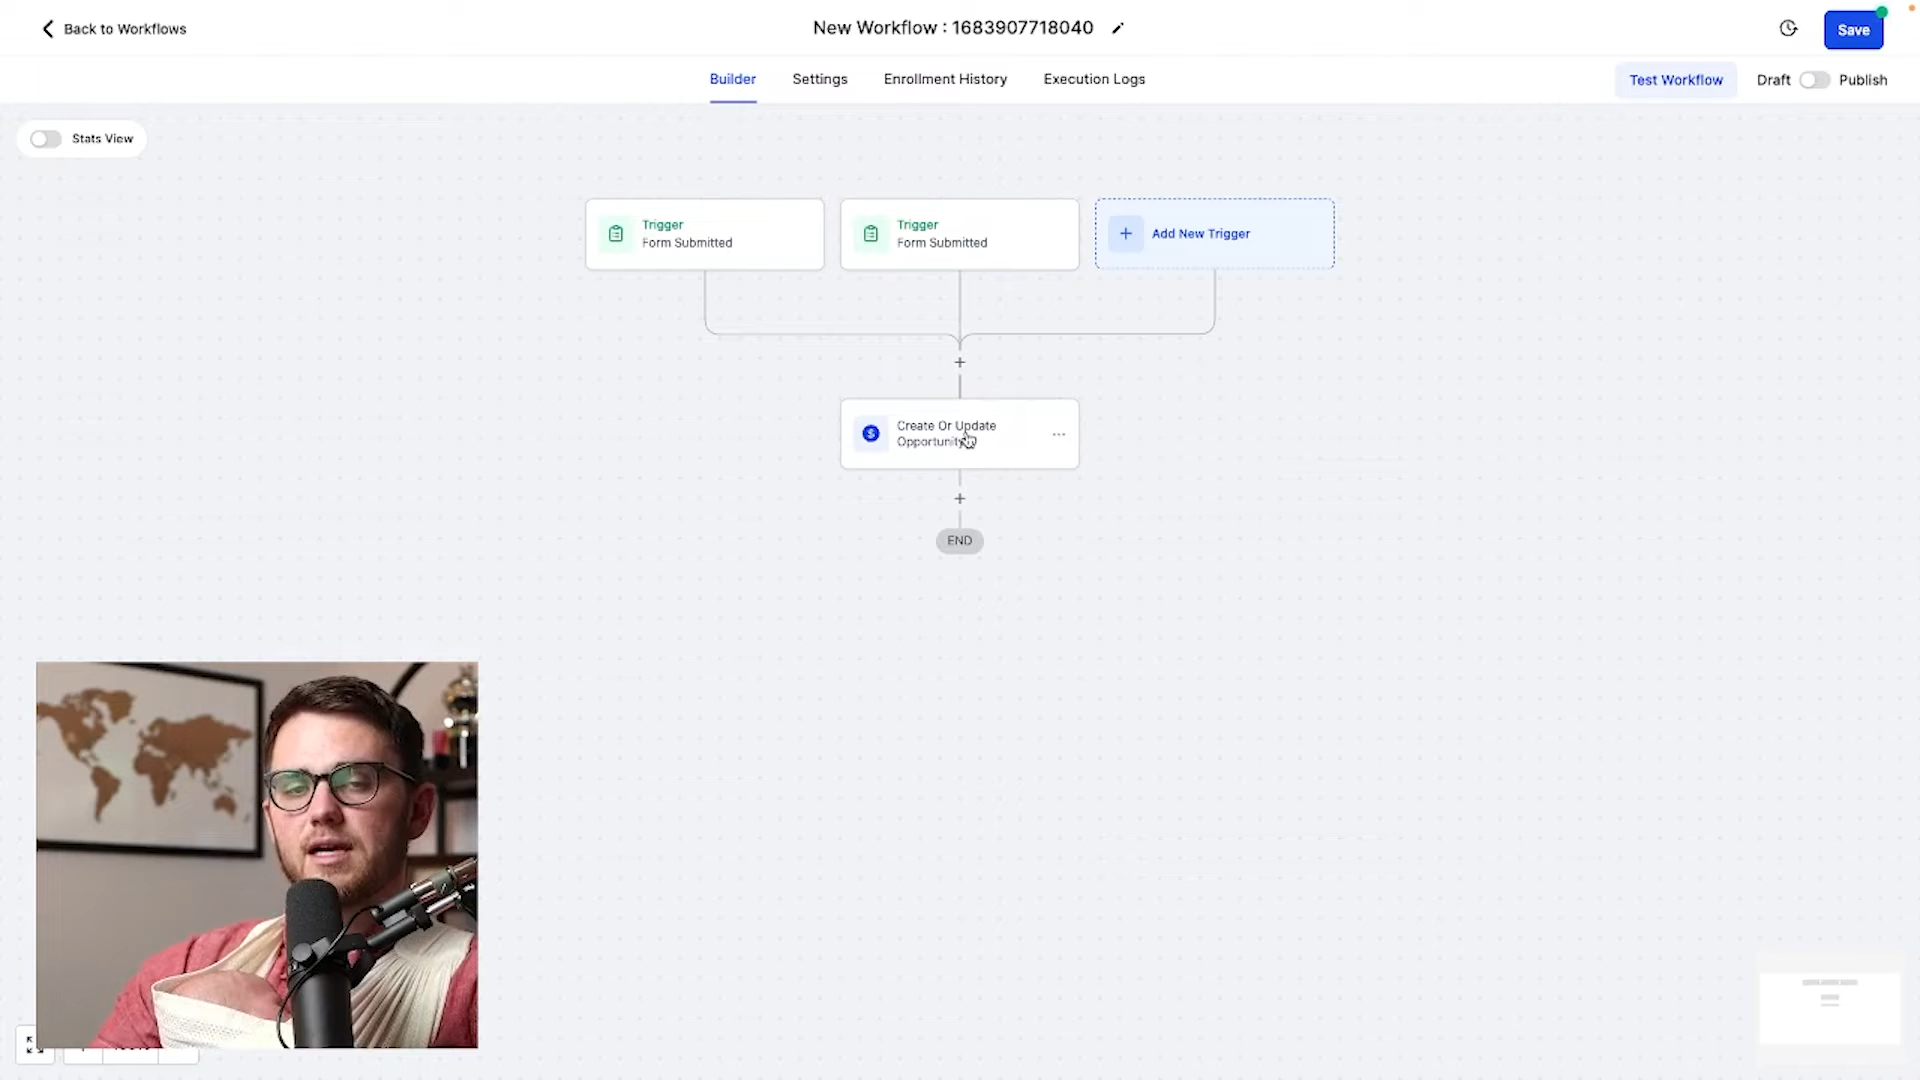 Back to Workflows
New Workflow : 1683907718040
Save
Builder
Settings
Enrollment History
Execution Logs
Test Workflow
Draft
Publish
Stats View
Trigger
Form Submitted
Trigger
Form Submitted
+ Add New Trigger
+
Create Or Update
Opportunity
+
END